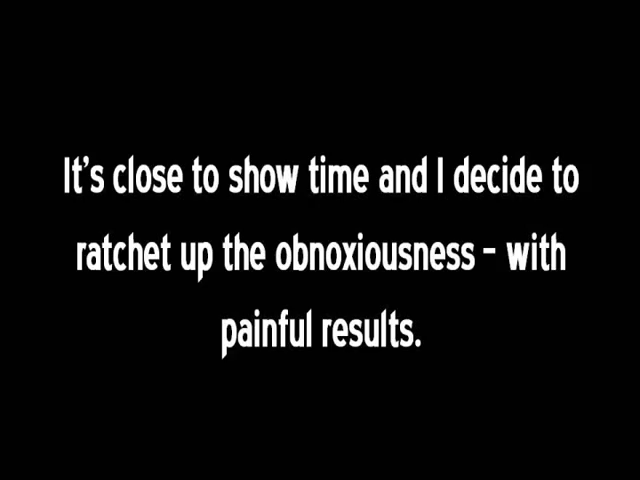 It's close to show time and I decide to
ratchet up the obnoxiousness - with
painful results.